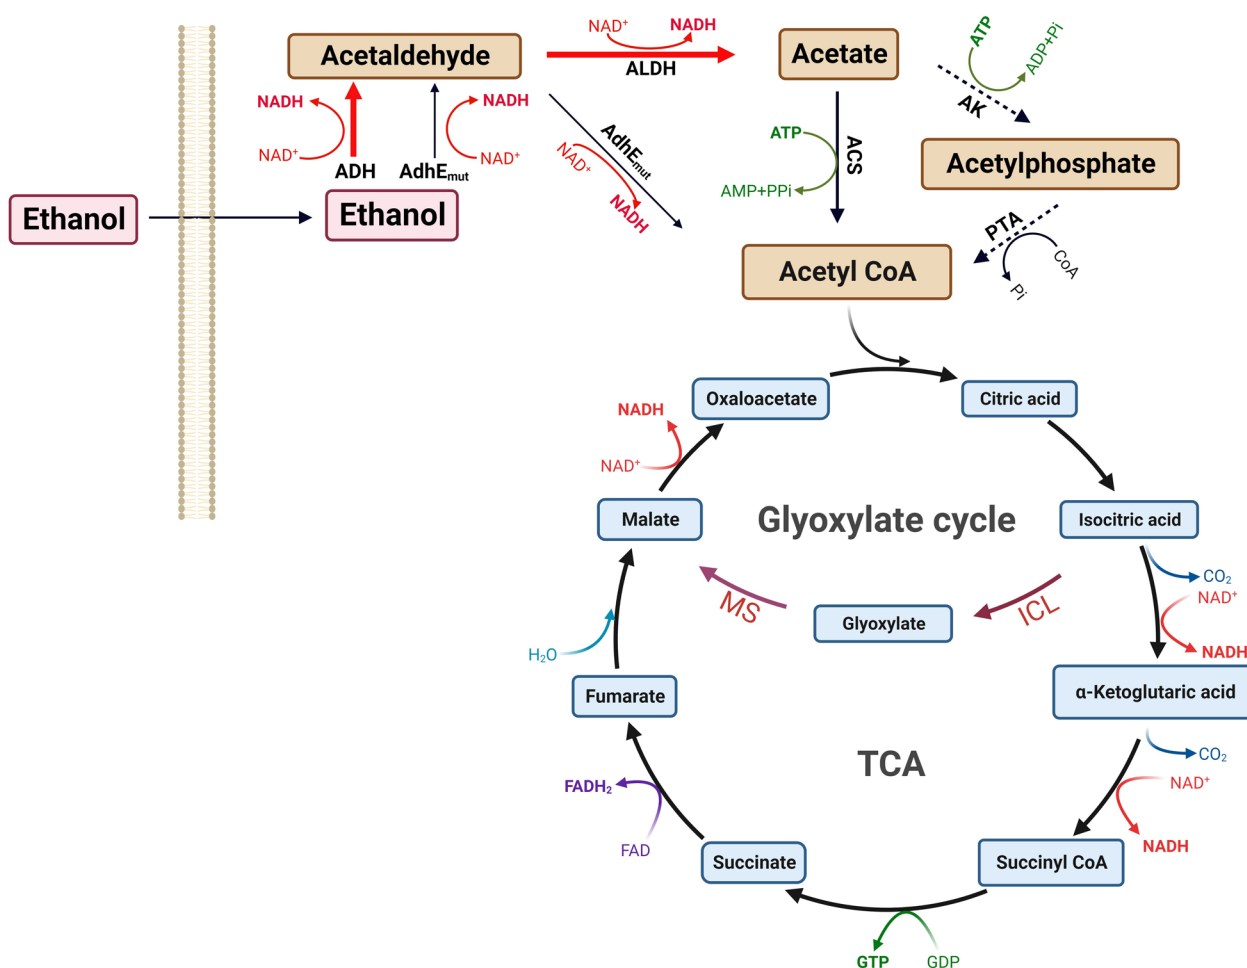 NAD⁺
NADH
ATP
ADP+Pi
Acetaldehyde
ALDH
Acetate
AK
NADH
NAD⁺
ADH
NADH
NAD⁺
AdhEmut
AdhEmut
NAD⁺
NADH
ATP
ACS
AMP+PPi
Acetylphosphate
Ethanol
Ethanol
PTA
CoA
Pi
Acetyl CoA
Oxaloacetate
Citric acid
NADH
NAD⁺
Malate
Glyoxylate cycle
Isocitric acid
CO₂
NAD⁺
NADH
MS
Glyoxylate
ICL
H₂O
Fumarate
α-Ketoglutaric acid
TCA
CO₂
NAD⁺
NADH
FADH₂
FAD
Succinate
Succinyl CoA
GTP
GDP